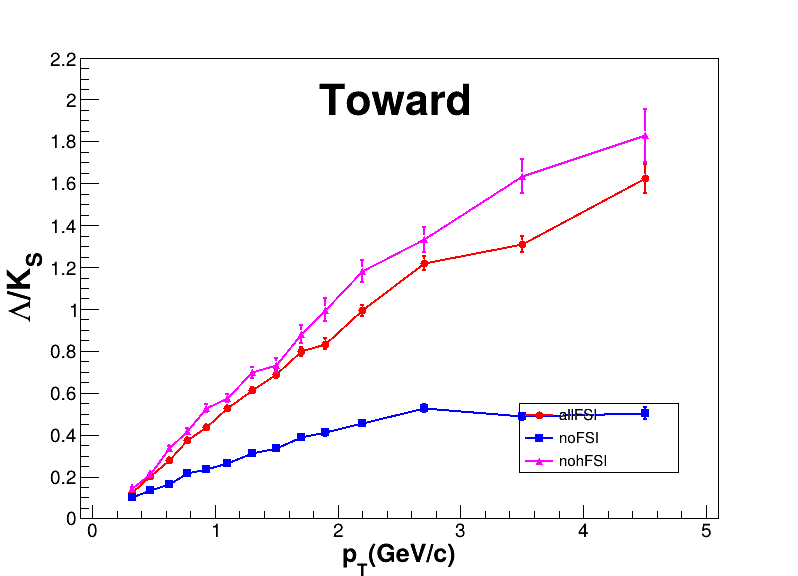 Toward
2.2
2
1.8
1.6
1.4
1.2
1
0.8
0.6
0.4
0.2
0
Λ/K_S
allFSI
noFSI
nohFSI
0 1 2 3 4 5
p_T(GeV/c)